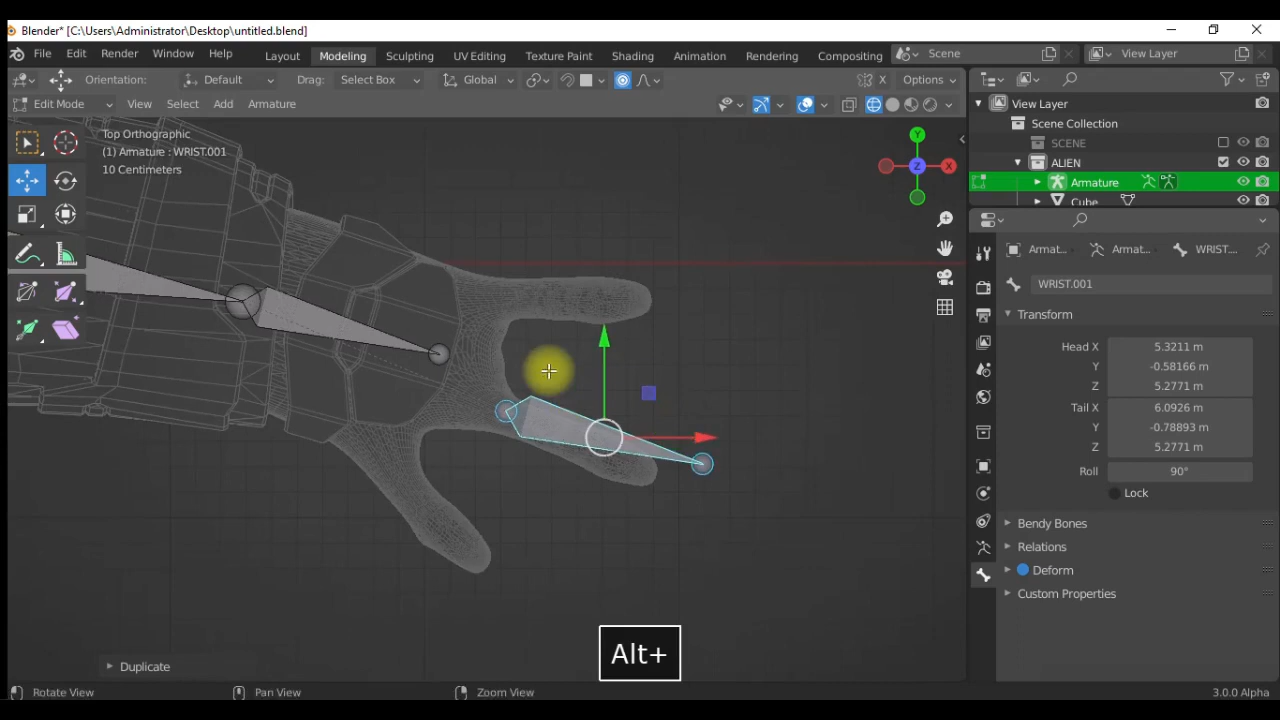 Blender* [C:\Users\Administrator\Desktop\untitled.blend]
File Edit Render Window Help Layout Modeling Sculpting UV Editing Texture Paint Shading Animation Rendering Compositing Scene View Layer
Orientation: Default Drag: Select Box Global X Options
Edit Mode View Select Add Armature
Top Orthographic
(1) Armature : WRIST.001
10 Centimeters
Y
X
Z
View Layer
Scene Collection
SCENE
ALIEN
Armature
Cube
Armat... Armat... WRIST....
WRIST.001
Transform
Head X 5.3211 m
Y -0.58166 m
Z 5.2771 m
Tail X 6.0926 m
Y -0.78893 m
Z 5.2771 m
Roll 90°
Lock
Bendy Bones
Relations
Deform
Custom Properties
Alt+
Duplicate
Rotate View Pan View Zoom View 3.0.0 Alpha